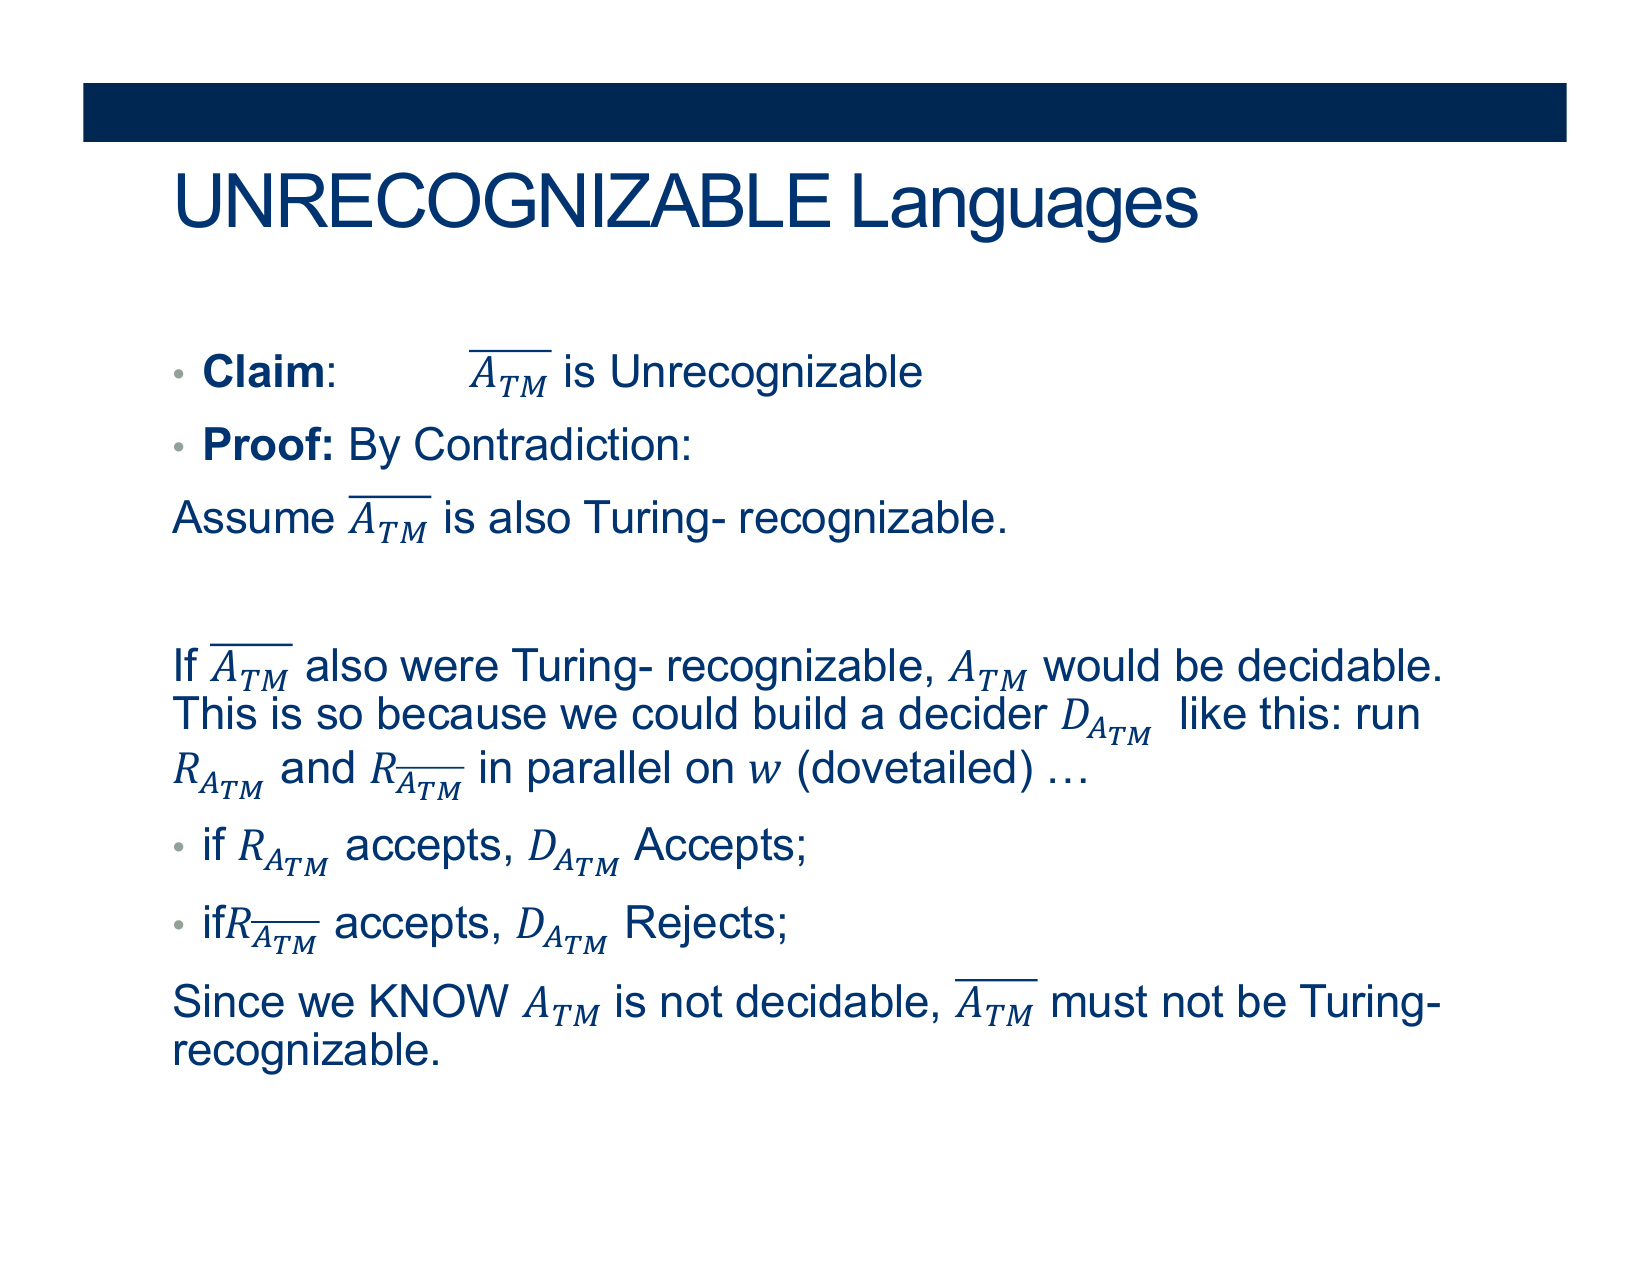 UNRECOGNIZABLE Languages
• Claim: $\overline{A_{TM}}$ is Unrecognizable
• Proof: By Contradiction:
Assume $\overline{A_{TM}}$ is also Turing- recognizable.
If $\overline{A_{TM}}$ also were Turing- recognizable, $A_{TM}$ would be decidable.
This is so because we could build a decider $D_{A_{TM}}$ like this: run
$R_{A_{TM}}$ and $R_{\overline{A_{TM}}}$ in parallel on $w$ (dovetailed) …
• if $R_{A_{TM}}$ accepts, $D_{A_{TM}}$ Accepts;
• if$R_{\overline{A_{TM}}}$ accepts, $D_{A_{TM}}$ Rejects;
Since we KNOW $A_{TM}$ is not decidable, $\overline{A_{TM}}$ must not be Turing-
recognizable.